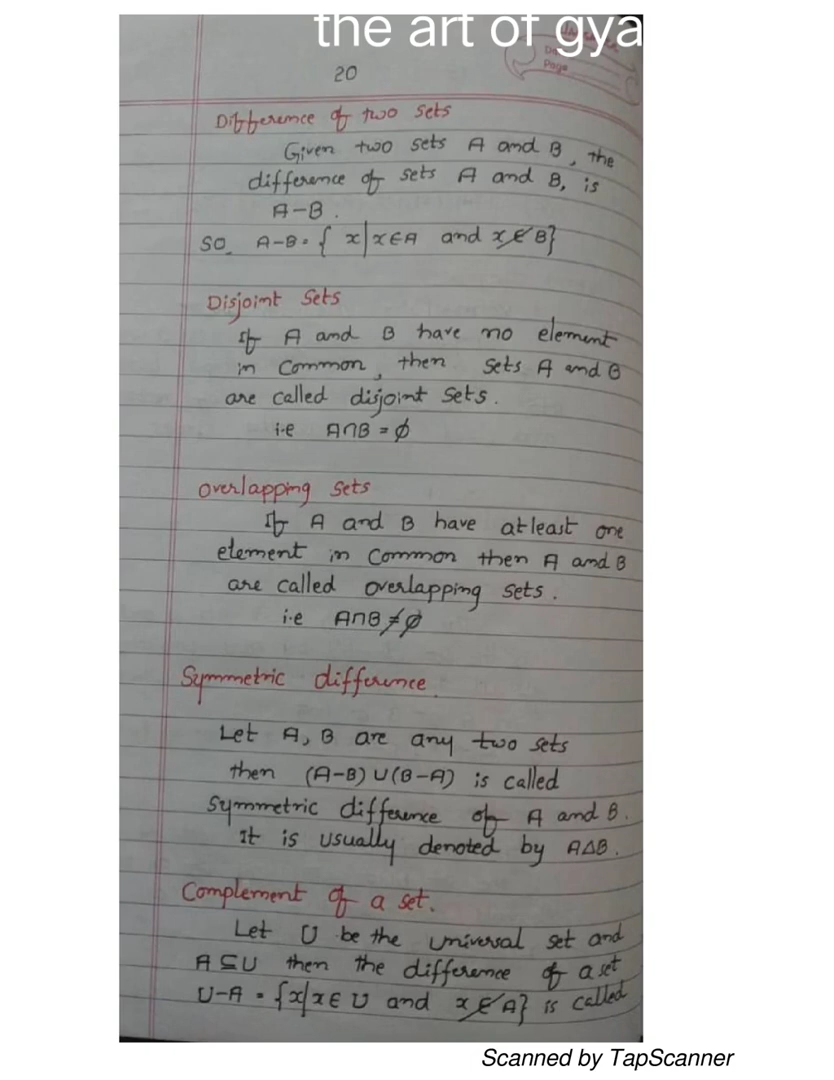 the art of gya
Da
Page
20
Difference of two sets
Given two sets A and B, the
difference of sets A and B, is
A-B.
SO A-B = { x|x∈A and x∉B}
Disjoint sets
If A and B have no element
in common, then sets A and B
are called disjoint sets.
i.e A∩B = ∅
overlapping sets
If A and B have atleast one
element in common then A and B
are called overlapping sets.
i.e A∩B ≠ ∅
Symmetric difference
Let A, B are any two sets
then (A-B) ∪ (B-A) is called
symmetric difference of A and B.
It is usually denoted by A∆B.
Complement of a set.
Let U be the universal set and
A⊆U then the difference of a set
U-A = {x|x∈U and x∉A} is called
Scanned by TapScanner